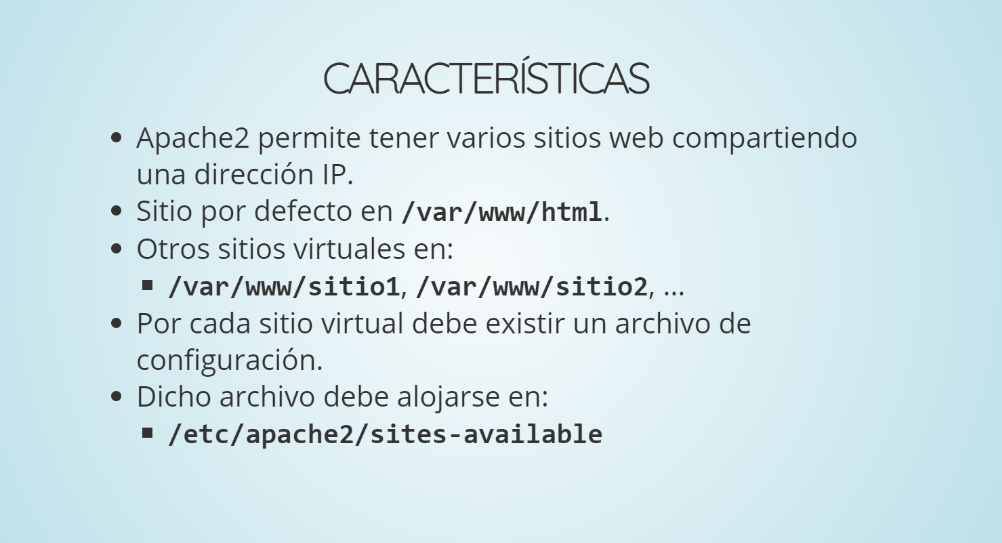 CARACTERÍSTICAS
• Apache2 permite tener varios sitios web compartiendo
una dirección IP.
• Sitio por defecto en /var/www/html.
• Otros sitios virtuales en:
▪ /var/www/sitio1, /var/www/sitio2, ...
• Por cada sitio virtual debe existir un archivo de
configuración.
• Dicho archivo debe alojarse en:
▪ /etc/apache2/sites-available